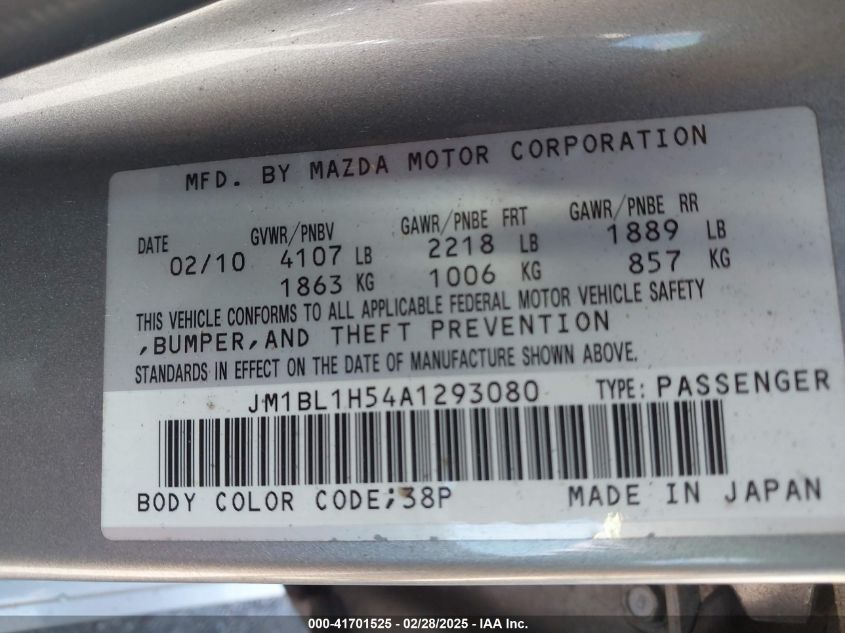 MFD. BY MAZDA MOTOR CORPORATION
DATE GVWR/PNBV GAWR/PNBE FRT GAWR/PNBE RR
02/10 4107 LB 2218 LB 1889 LB
1863 KG 1006 KG 857 KG
THIS VEHICLE CONFORMS TO ALL APPLICABLE FEDERAL MOTOR VEHICLE SAFETY
,BUMPER,AND THEFT PREVENTION
STANDARDS IN EFFECT ON THE DATE OF MANUFACTURE SHOWN ABOVE.
JM1BL1H54A1293080 TYPE: PASSENGER
BODY COLOR CODE;38P MADE IN JAPAN
000-41701525 — 02/28/2025 — IAA Inc.